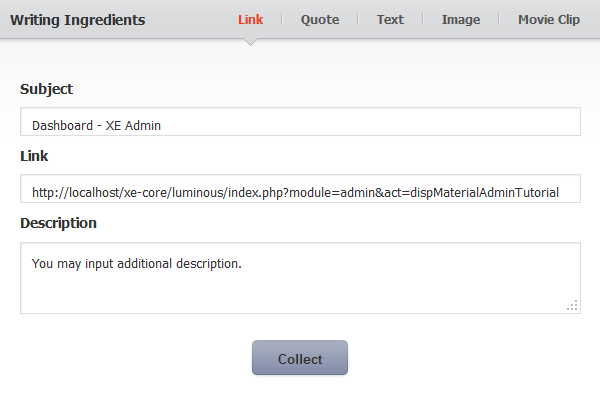 Writing Ingredients Link Quote Text Image Movie Clip
Subject
Dashboard - XE Admin
Link
http://localhost/xe-core/luminous/index.php?module=admin&act=dispMaterialAdminTutorial
Description
You may input additional description.
Collect